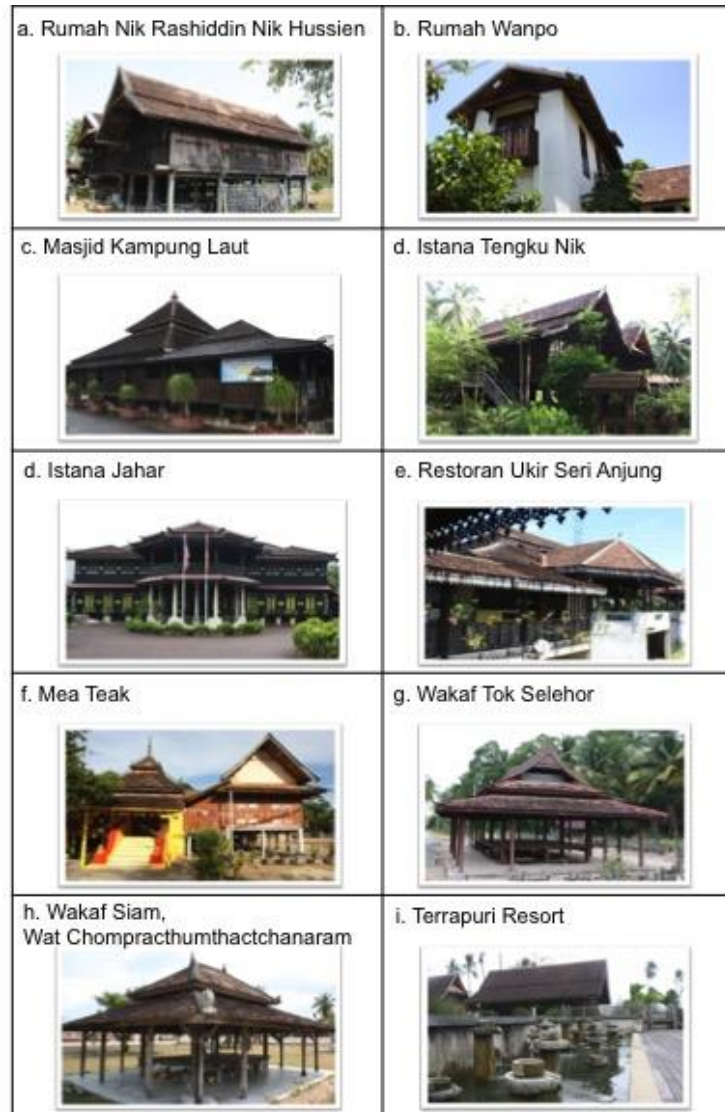 a. Rumah Nik Rashiddin Nik Hussien
b. Rumah Wanpo
c. Masjid Kampung Laut
d. Istana Tengku Nik
d. Istana Jahar
e. Restoran Ukir Seri Anjung
f. Mea Teak
g. Wakaf Tok Selehor
h. Wakaf Siam,
Wat Chompracthumthactchanaram
i. Terrapuri Resort